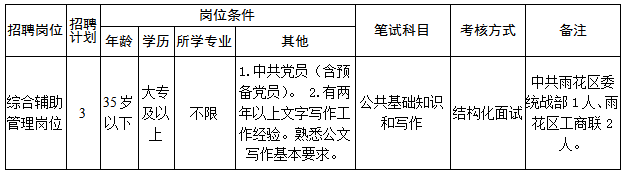 招聘岗位
招聘
计划
岗位条件
年龄
学历
所学专业
其他
笔试科目
考核方式
备注
综合辅助
管理岗位
3
35岁
以下
大专
及以
上
不限
1.中共党员（含预
备党员）。 2.有两
年以上文字写作工
作经验。熟悉公文
写作基本要求。
公共基础知识
和写作
结构化面试
中共雨花区委
统战部1人、雨
花区工商联2
人。